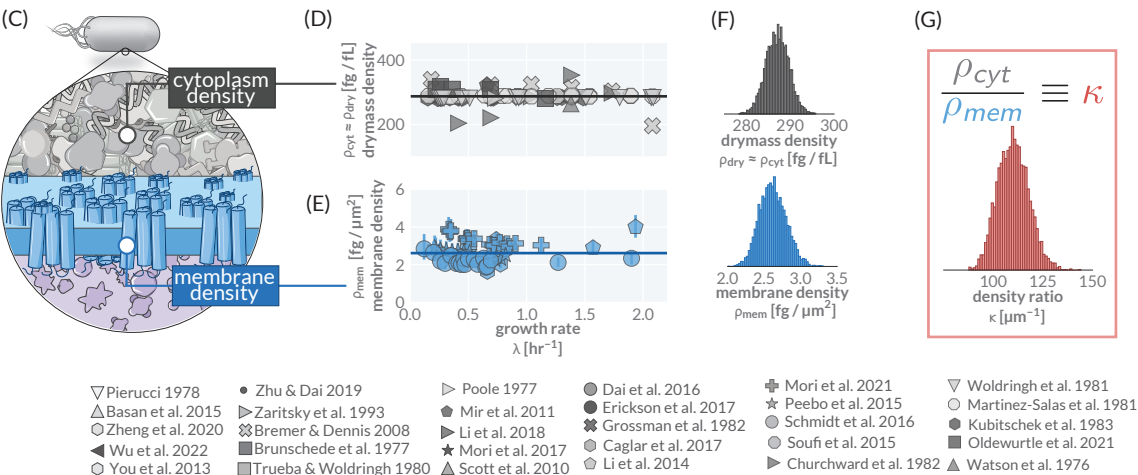 (C)
cytoplasm
density
membrane
density
(D)
ρcyt ≈ ρdry [fg / fL]
drymass density
400
200
(E)
ρmem [fg / μm²]
membrane density
6
4
2
0
0.0
0.5
1.0
1.5
2.0
growth rate
λ [hr⁻¹]
(F)
280
290
300
drymass density
ρdry ≈ ρcyt [fg / fL]
2.0
2.5
3.0
3.5
membrane density
ρmem [fg / μm²]
(G)
ρcyt
ρmem
≡ κ
100
125
150
density ratio
κ [μm⁻¹]
Pierucci 1978
Basan et al. 2015
Zheng et al. 2020
Wu et al. 2022
You et al. 2013
Zhu & Dai 2019
Zaritsky et al. 1993
Bremer & Dennis 2008
Brunschede et al. 1977
Trueba & Woldringh 1980
Poole 1977
Mir et al. 2011
Li et al. 2018
Mori et al. 2017
Scott et al. 2010
Dai et al. 2016
Erickson et al. 2017
Grossman et al. 1982
Caglar et al. 2017
Li et al. 2014
Mori et al. 2021
Peebo et al. 2015
Schmidt et al. 2016
Soufi et al. 2015
Churchward et al. 1982
Woldringh et al. 1981
Martinez-Salas et al. 1981
Kubitschek et al. 1983
Oldewurtle et al. 2021
Watson et al. 1976